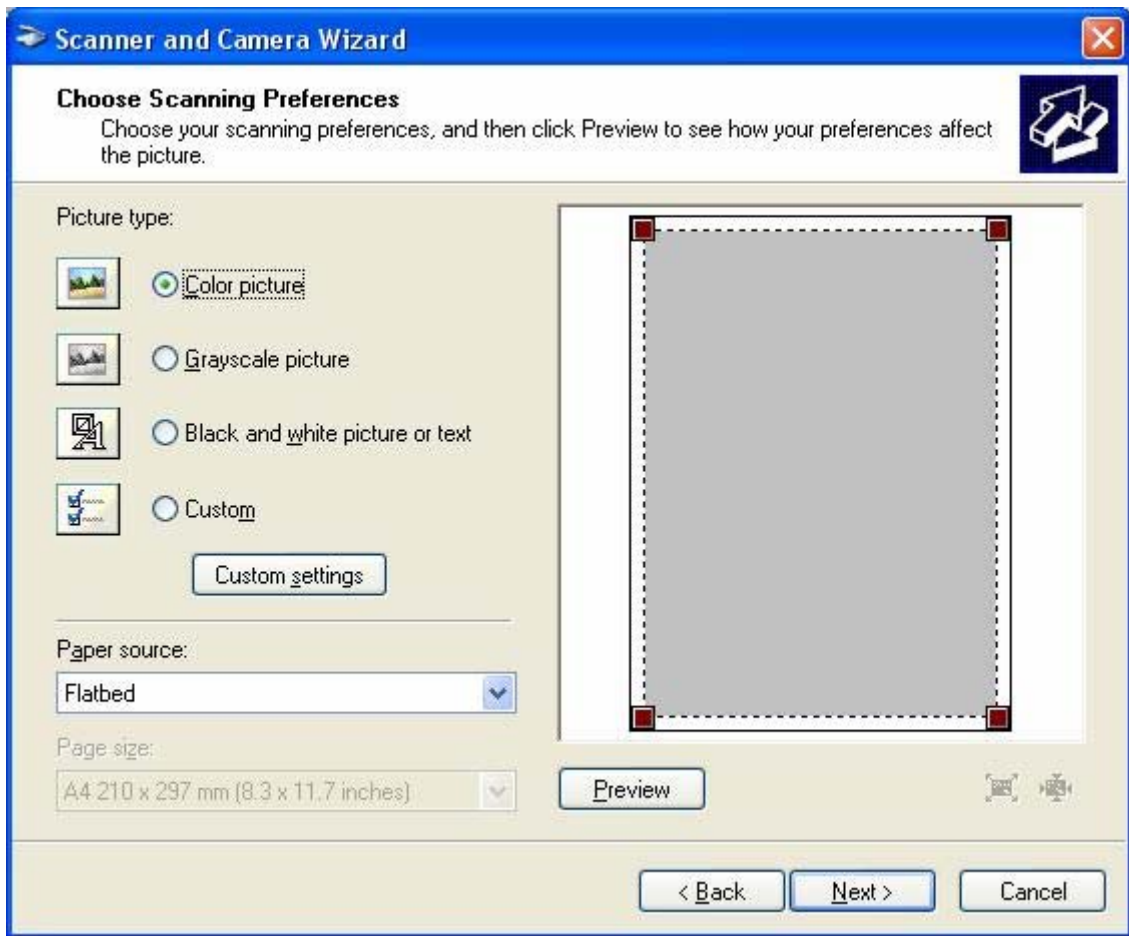 Scanner and Camera Wizard
Choose Scanning Preferences
Choose your scanning preferences, and then click Preview to see how your preferences affect
the picture.
Picture type:
Color picture
Grayscale picture
Black and white picture or text
Custom
Custom settings
Paper source:
Flatbed
Page size:
A4 210 x 297 mm (8.3 x 11.7 inches)
Preview
< Back
Next >
Cancel